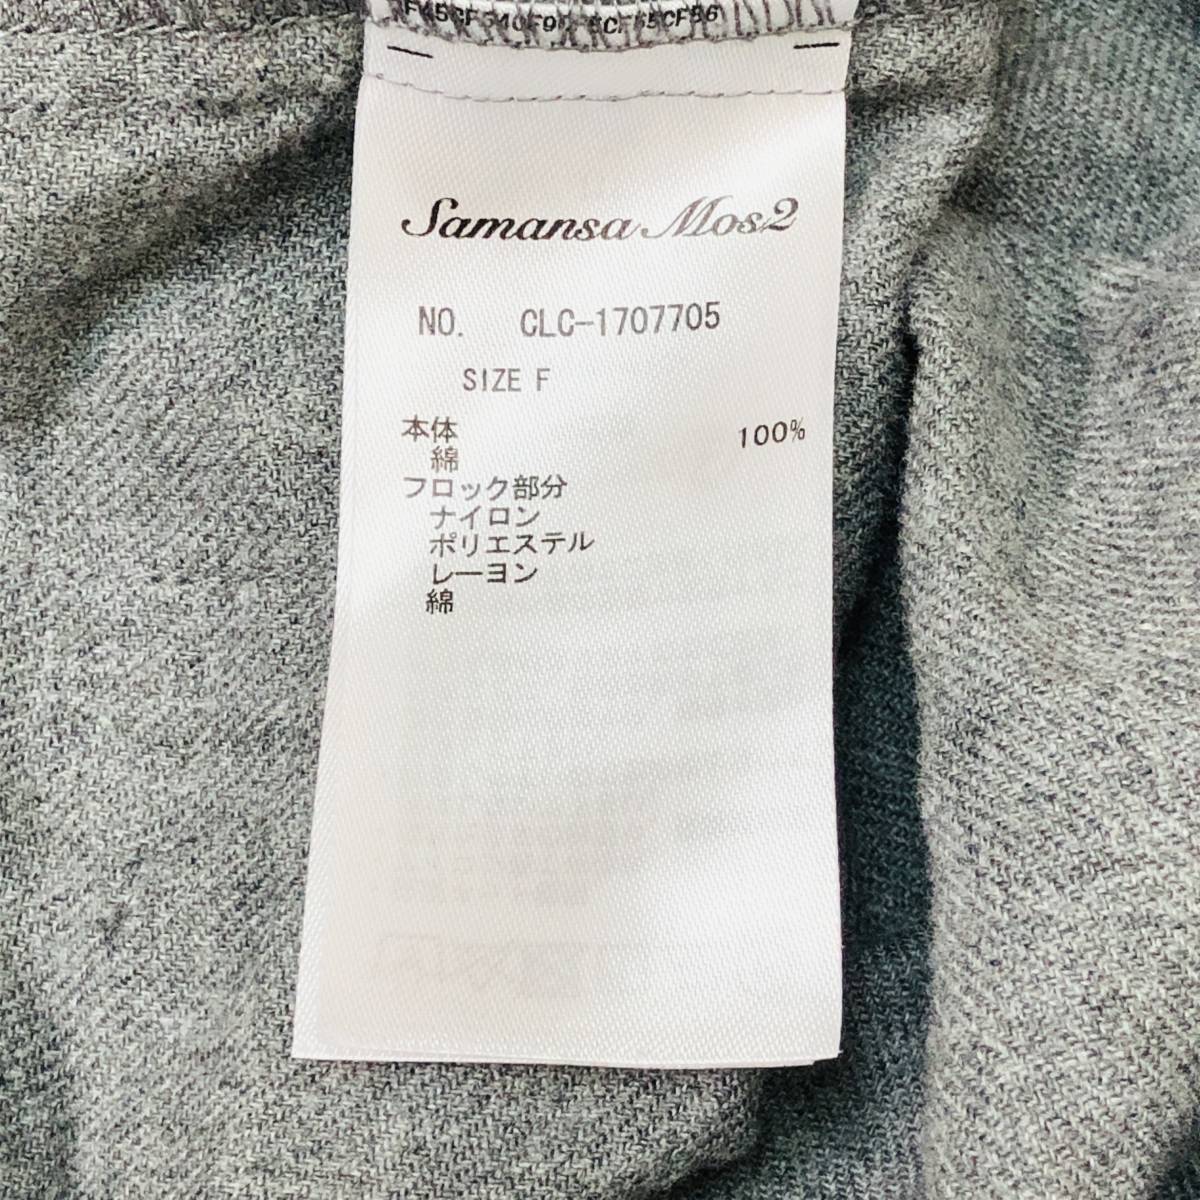 Samansa Mos2
NO. CLC-1707705
SIZE F
本体
綿 100%
フロック部分
ナイロン
ポリエステル
レーヨン
綿